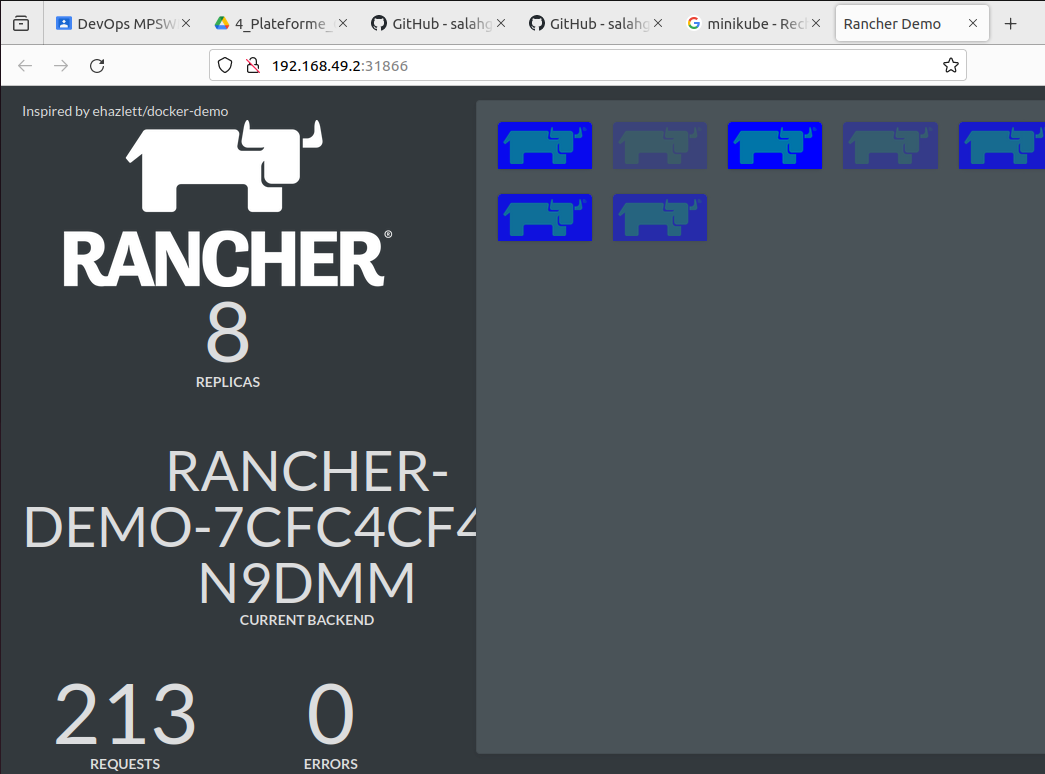 DevOps MPSW
4_Plateforme_
GitHub - salahg
GitHub - salahg
minikube - Rech
Rancher Demo
192.168.49.2:31866
Inspired by ehazlett/docker-demo
RANCHER®
8
REPLICAS
RANCHER-
DEMO-7CFC4CF4
N9DMM
CURRENT BACKEND
213
0
REQUESTS
ERRORS